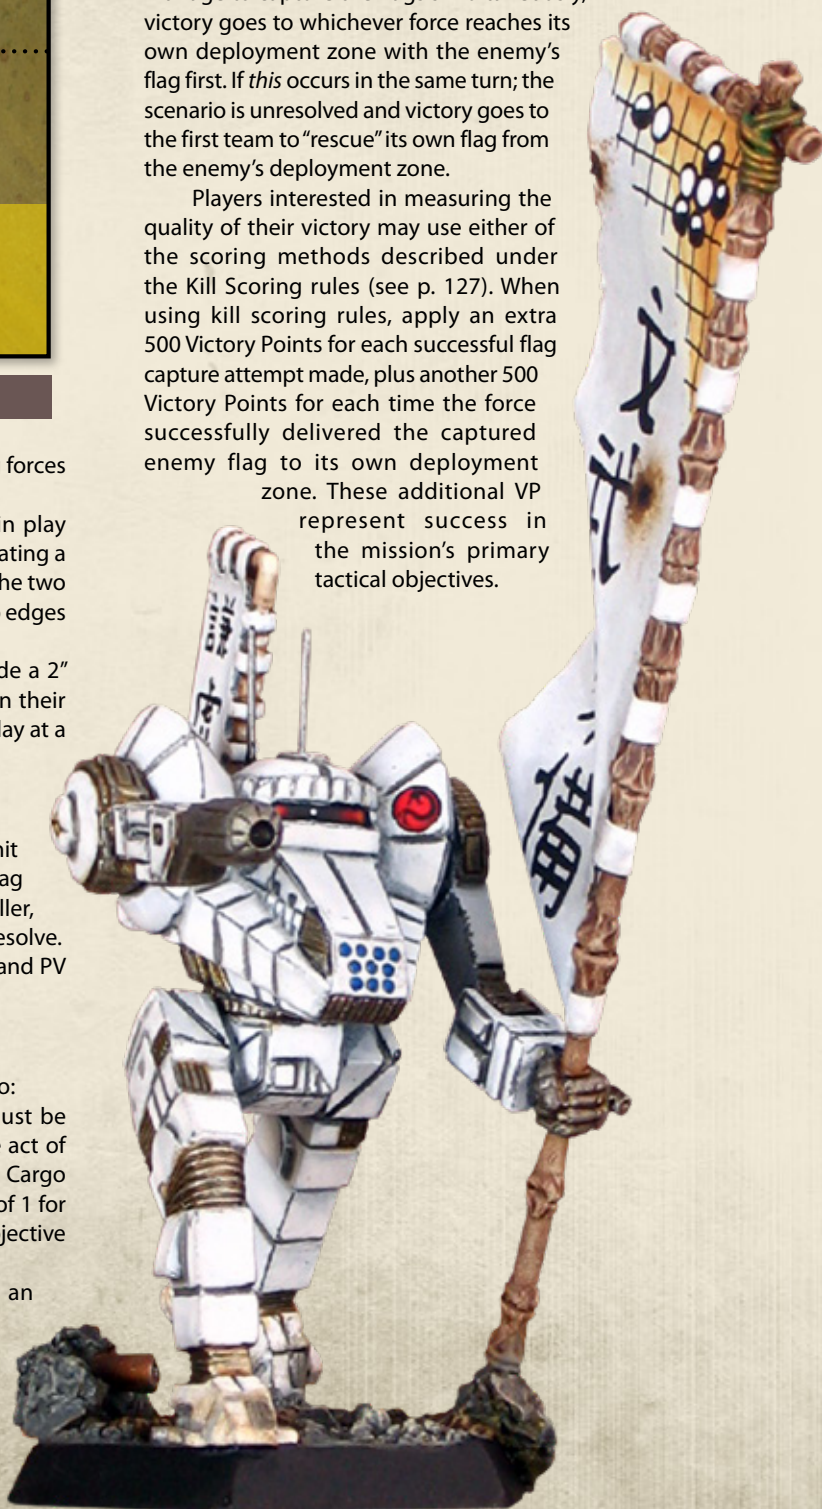 forces
in play
ating a
he two
edges
de a 2”
n their
lay at a
nit
ag
ller,
esolve.
and PV
o:
ust be
act of
Cargo
of 1 for
jective
an
victory goes to whichever force reaches its
own deployment zone with the enemy’s
flag first. If this occurs in the same turn; the
scenario is unresolved and victory goes to
the first team to “rescue” its own flag from
the enemy’s deployment zone.
Players interested in measuring the
quality of their victory may use either of
the scoring methods described under
the Kill Scoring rules (see p. 127). When
using kill scoring rules, apply an extra
500 Victory Points for each successful flag
capture attempt made, plus another 500
Victory Points for each time the force
successfully delivered the captured
enemy flag to its own deployment
zone. These additional VP
represent success in
the mission’s primary
tactical objectives.